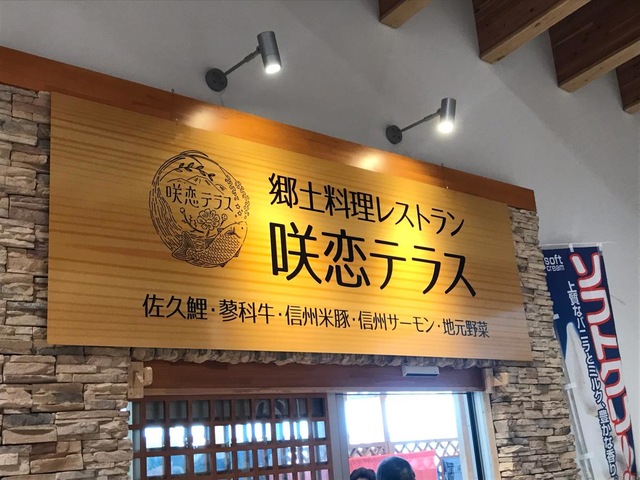 咲恋テラス
郷土料理レストラン
咲恋テラス
佐久鯉・蓼科牛・信州米豚・信州サーモン・地元野菜
soft
cream
ソフトクリ
上質なバニラとミルク、豊かな香り